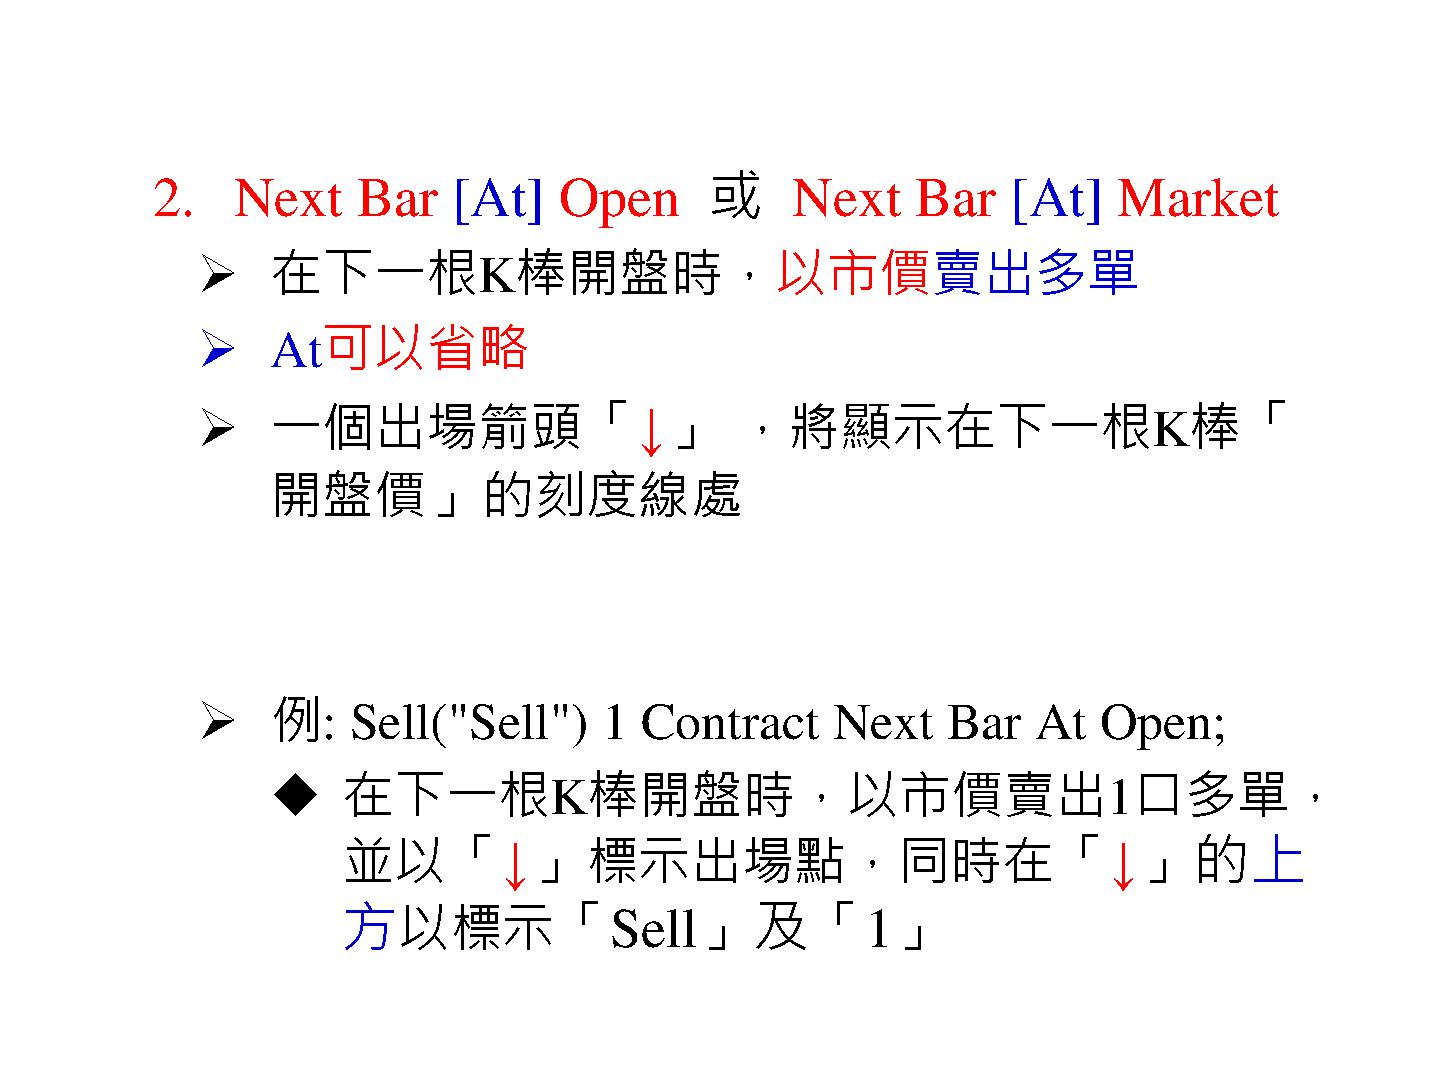 2. Next Bar [At] Open 或 Next Bar [At] Market
➢ 在下一根K棒開盤時，以市價賣出多單
➢ At可以省略
➢ 一個出場箭頭「↓」，將顯示在下一根K棒「
開盤價」的刻度線處
➢ 例: Sell("Sell") 1 Contract Next Bar At Open;
◆ 在下一根K棒開盤時，以市價賣出1口多單，
並以「↓」標示出場點，同時在「↓」的上
方以標示「Sell」及「1」